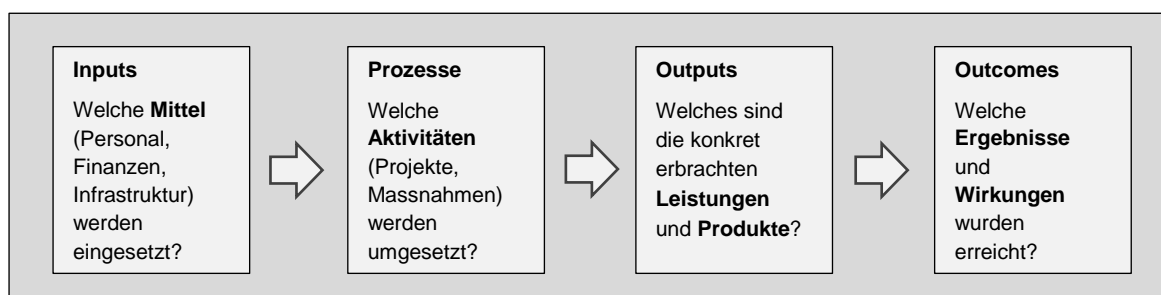 Inputs
Welche Mittel
(Personal,
Finanzen,
Infrastruktur)
werden
eingesetzt?
Prozesse
Welche
Aktivitäten
(Projekte,
Massnahmen)
werden
umgesetzt?
Outputs
Welches sind
die konkret
erbrachten
Leistungen
und Produkte?
Outcomes
Welche
Ergebnisse
und
Wirkungen
wurden
erreicht?